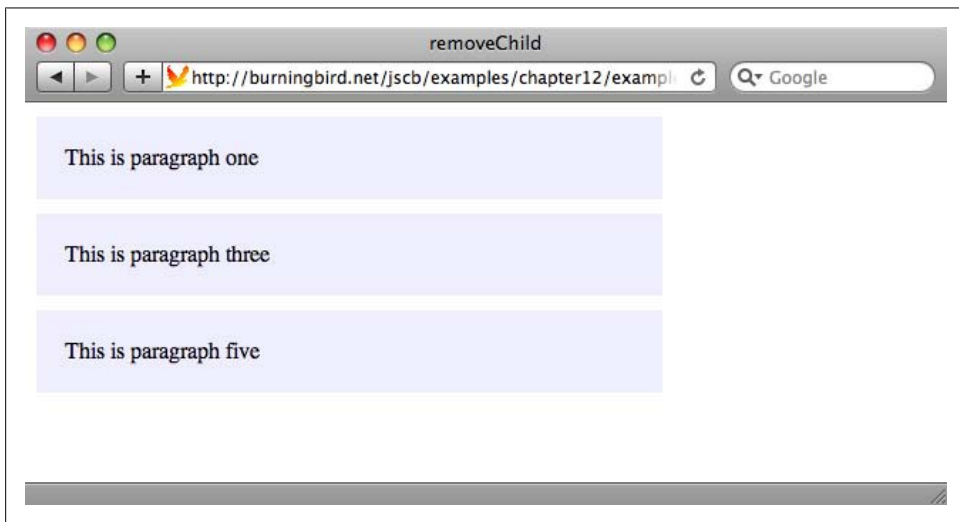 removeChild
http://burningbird.net/jscb/examples/chapter12/exampl
Google
This is paragraph one
This is paragraph three
This is paragraph five